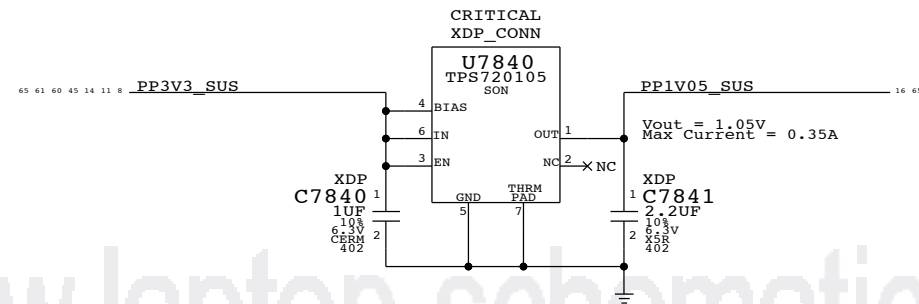 CRITICAL
XDP_CONN
U7840
TPS720105
SON
65 61 60 45 14 11 8
PP3V3_SUS
PP1V05_SUS
16
4
BIAS
6
IN
3
EN
OUT
1
NC
2
NC
Vout = 1.05V
Max Current = 0.35A
GND
5
THRM
PAD
7
XDP
C7840
1
1UF
10%
6.3V
CERM
402
2
XDP
1
C7841
2.2UF
10%
6.3V
X5R
402
2
w.laptop-schematic